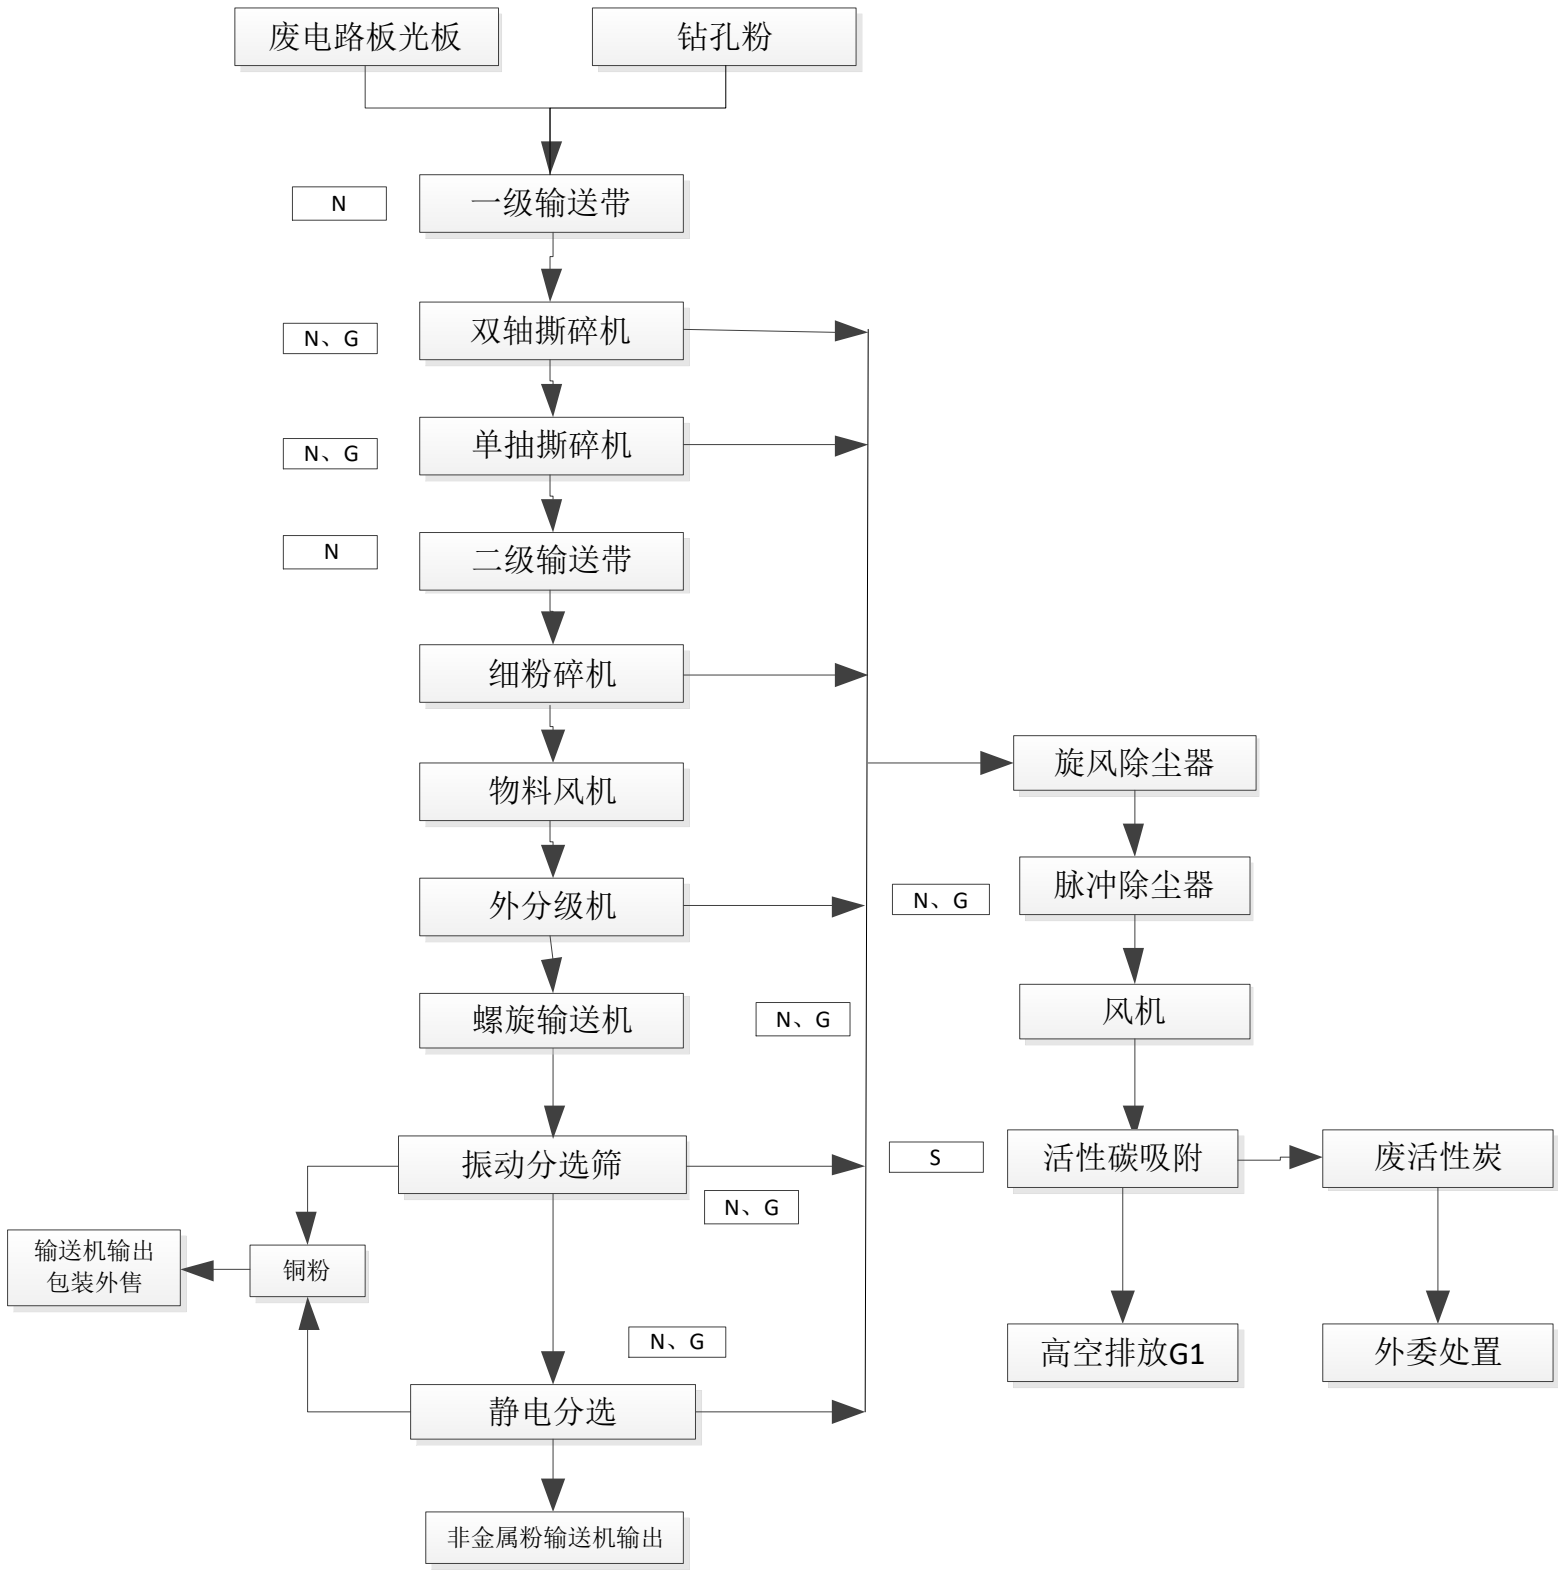 废电路板光板
钻孔粉
N
一级输送带
N、G
双轴撕碎机
N、G
单抽撕碎机
N
二级输送带
细粉碎机
旋风除尘器
物料风机
脉冲除尘器
N、G
外分级机
N、G
螺旋输送机
风机
振动分选筛
N、G
S
活性碳吸附
废活性炭
输送机输出
包装外售
铜粉
N、G
高空排放G1
外委处置
静电分选
非金属粉输送机输出